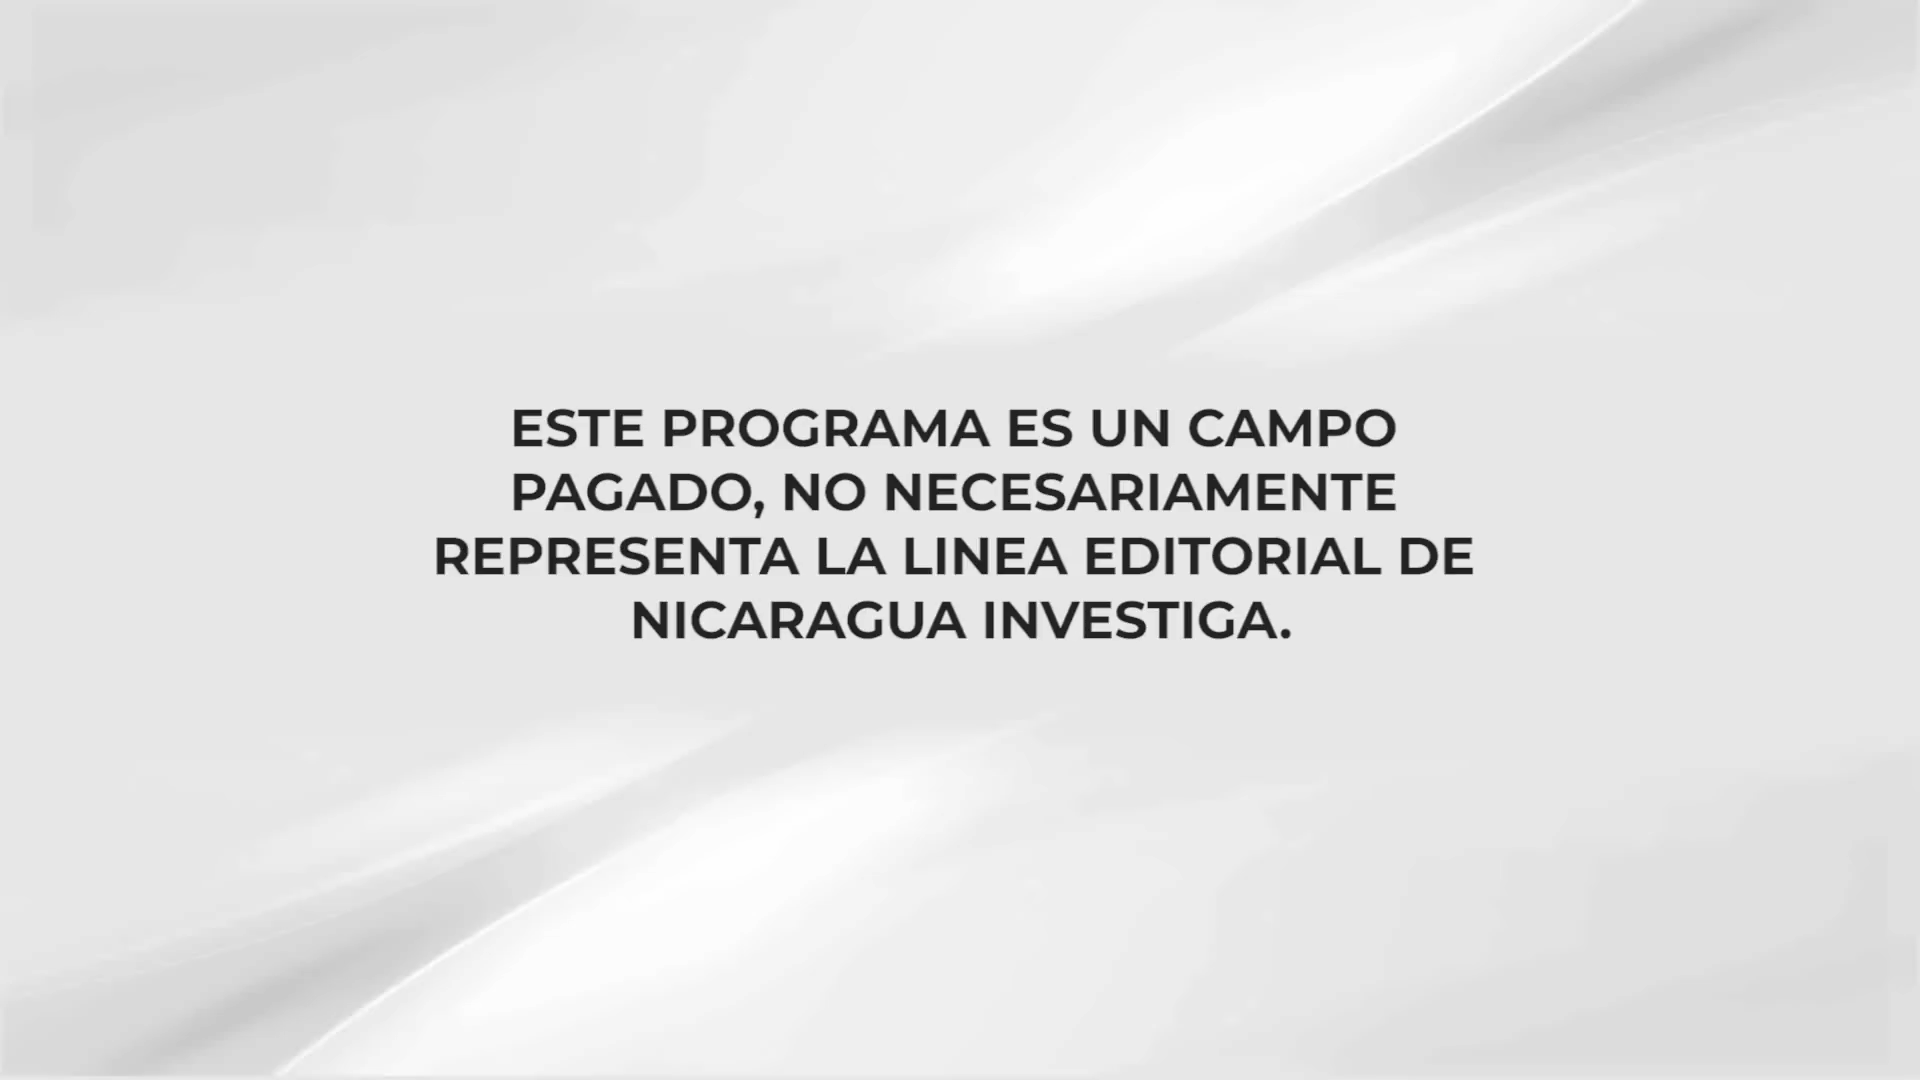 ESTE PROGRAMA ES UN CAMPO
PAGADO, NO NECESARIAMENTE
REPRESENTA LA LINEA EDITORIAL DE
NICARAGUA INVESTIGA.